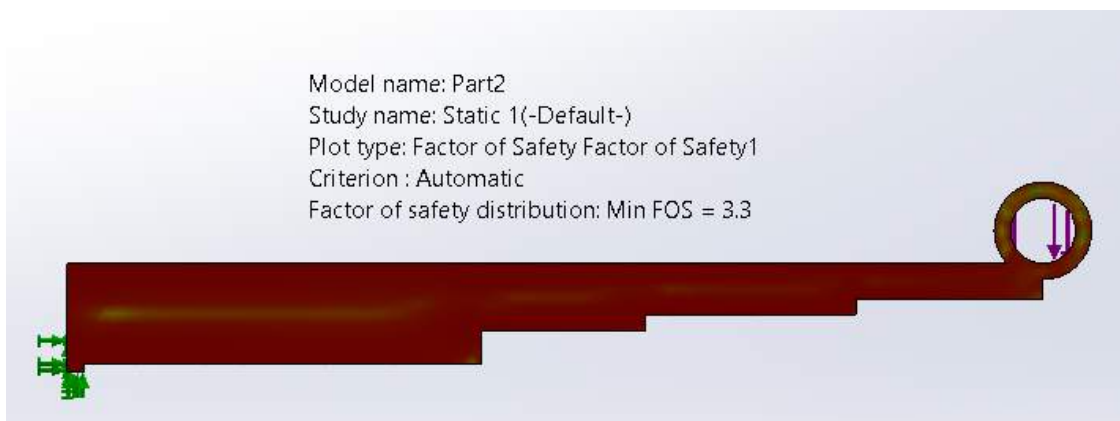 Model name: Part2
Study name: Static 1(-Default-)
Plot type: Factor of Safety Factor of Safety1
Criterion : Automatic
Factor of safety distribution: Min FOS = 3.3